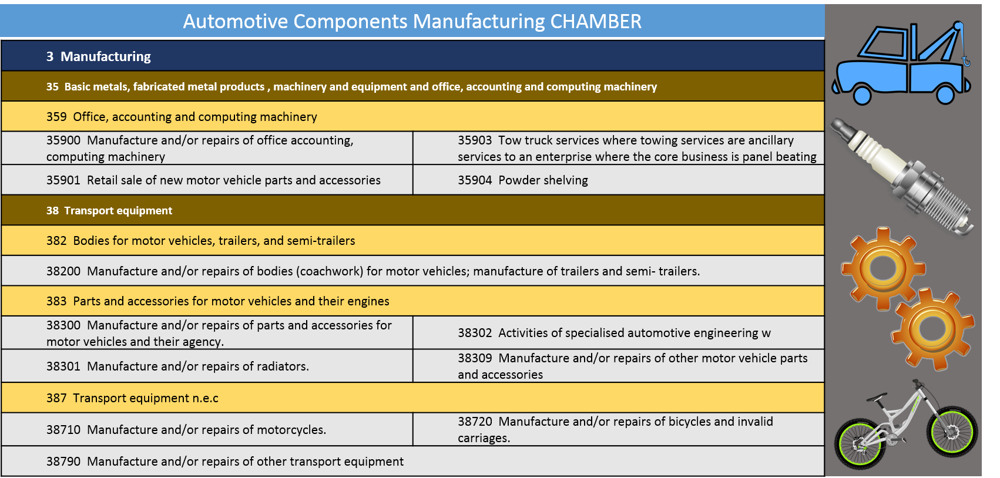 Automotive Components Manufacturing CHAMBER
3 Manufacturing
35 Basic metals, fabricated metal products , machinery and equipment and office, accounting and computing machinery
359 Office, accounting and computing machinery
35900 Manufacture and/or repairs of office accounting,
computing machinery
35903 Tow truck services where towing services are ancillary
services to an enterprise where the core business is panel beating
35901 Retail sale of new motor vehicle parts and accessories
35904 Powder shelving
38 Transport equipment
382 Bodies for motor vehicles, trailers, and semi-trailers
38200 Manufacture and/or repairs of bodies (coachwork) for motor vehicles; manufacture of trailers and semi- trailers.
383 Parts and accessories for motor vehicles and their engines
38300 Manufacture and/or repairs of parts and accessories for
motor vehicles and their agency.
38302 Activities of specialised automotive engineering w
38301 Manufacture and/or repairs of radiators.
38309 Manufacture and/or repairs of other motor vehicle parts
and accessories
387 Transport equipment n.e.c
38710 Manufacture and/or repairs of motorcycles.
38720 Manufacture and/or repairs of bicycles and invalid
carriages.
38790 Manufacture and/or repairs of other transport equipment